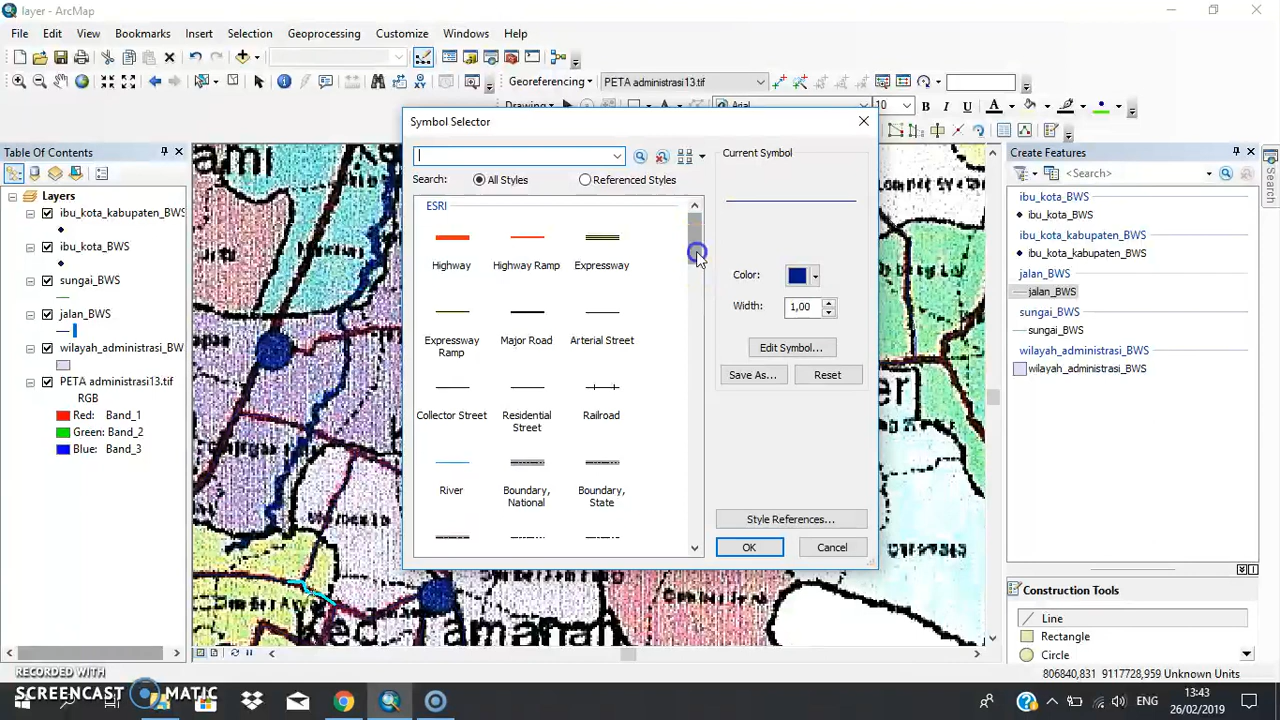 layer - ArcMap
File Edit View Bookmarks Insert Selection Geoprocessing Customize Windows Help
Georeferencing PETA administrasi13.tif
Drawing Arial 10 B I U A
Table Of Contents
Layers
ibu_kota_kabupaten_BWS
ibu_kota_BWS
sungai_BWS
jalan_BWS
wilayah_administrasi_BW
PETA administrasi13.tif
RGB
Red: Band_1
Green: Band_2
Blue: Band_3
Symbol Selector
Search: All Styles Referenced Styles
ESRI
Highway Highway Ramp Expressway
Expressway Ramp Major Road Arterial Street
Collector Street Residential Street Railroad
River Boundary, National Boundary, State
Current Symbol
Color:
Width: 1,00
Edit Symbol...
Save As... Reset
Style References...
OK Cancel
Create Features
<Search>
ibu_kota_BWS
ibu_kota_BWS
ibu_kota_kabupaten_BWS
ibu_kota_kabupaten_BWS
jalan_BWS
jalan_BWS
sungai_BWS
sungai_BWS
wilayah_administrasi_BWS
wilayah_administrasi_BWS
Construction Tools
Line
Rectangle
Circle
Search
806840,831 9117728,959 Unknown Units
RECORDED WITH
SCREENCAST MATIC
ENG
13:43
26/02/2019